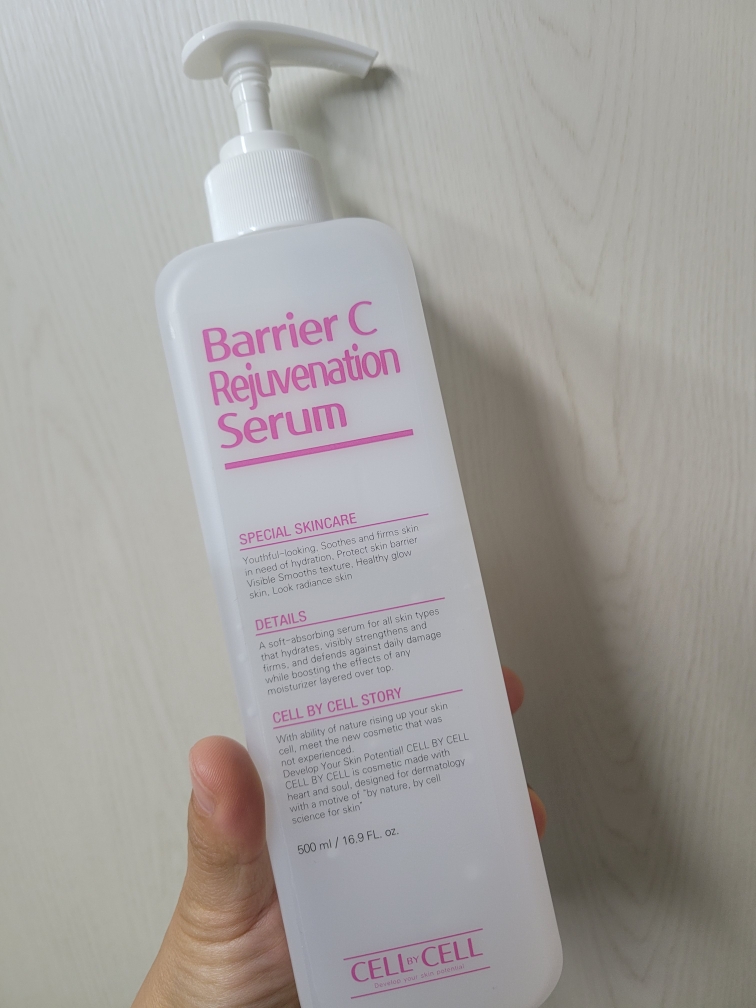 Barrier C
Rejuvenation
Serum
SPECIAL SKINCARE
Youthful-looking, Soothes and firms skin
in need of hydration, Protect skin barrier
Visible Smooths texture, Healthy glow
skin, Look radiance skin
DETAILS
A soft-absorbing serum for all skin types
that hydrates, visibly strengthens and
firms, and defends against daily damage
while boosting the effects of any
moisturizer layered over top.
CELL BY CELL STORY
With ability of nature rising up your skin
cell, meet the new cosmetic that was
not experienced.
Develop Your Skin Potential! CELL BY CELL
CELL BY CELL is cosmetic made with
heart and soul, designed for dermatology
with a motive of "by nature, by cell
science for skin"
500 ml / 16.9 FL. oz.
CELL BY CELL
Develop your skin potential